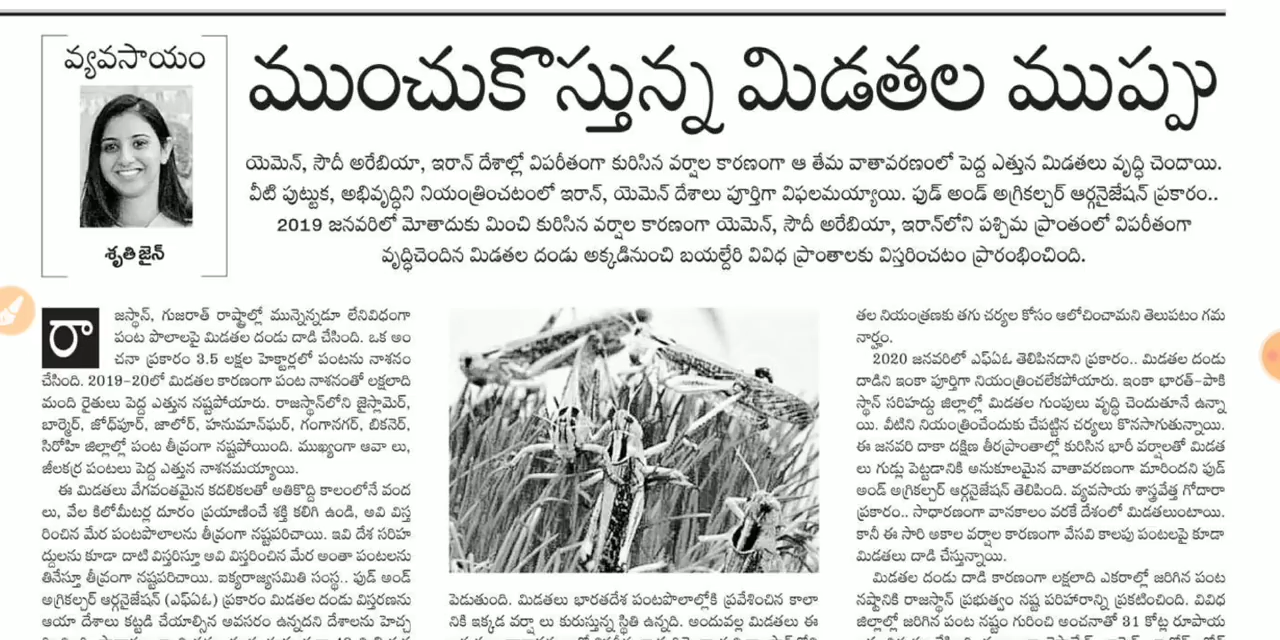 వ్యవసాయం
శృతి జైన్
ముంచుకొస్తున్న మిడతల ముప్పు
యెమెన్, సౌదీ అరేబియా, ఇరాన్ దేశాల్లో విపరీతంగా కురిసిన వర్షాల కారణంగా ఆ తేమ వాతావరణంలో పెద్ద ఎత్తున మిడతలు వృద్ధి చెందాయి.
వీటి పుట్టుక, అభివృద్ధిని నియంత్రించటంలో ఇరాన్, యెమెన్ దేశాలు పూర్తిగా విఫలమయ్యాయి. ఫుడ్ అండ్ అగ్రికల్చర్ ఆర్గనైజేషన్ ప్రకారం..
2019 జనవరిలో మోతాదుకు మించి కురిసిన వర్షాల కారణంగా యెమెన్, సౌదీ అరేబియా, ఇరాన్‌లోని పశ్చిమ ప్రాంతంలో విపరీతంగా
వృద్ధిచెందిన మిడతల దండు అక్కడినుంచి బయల్దేరి వివిధ ప్రాంతాలకు విస్తరించటం ప్రారంభించింది.
రాజస్థాన్, గుజరాత్ రాష్ట్రాల్లో మున్నెన్నడూ లేనివిధంగా
పంట పొలాలపై మిడతల దండు దాడి చేసింది. ఒక అం
చనా ప్రకారం 3.5 లక్షల హెక్టార్లలో పంటను నాశనం
చేసింది. 2019-20లో మిడతల కారణంగా పంట నాశనంతో లక్షలాది
మంది రైతులు పెద్ద ఎత్తున నష్టపోయారు. రాజస్థాన్‌లోని జైస్లామెర్,
బార్మెర్, జోధ్‌పూర్, జాలోర్, హనుమాన్‌ఘర్, గంగానగర్, బికనెర్,
సిరోహి జిల్లాల్లో పంట తీవ్రంగా నష్టపోయింది. ముఖ్యంగా ఆవా లు,
జీలకర్ర పంటలు పెద్ద ఎత్తున నాశనమయ్యాయి.
ఈ మిడతలు వేగవంతమైన కదలికలతో అతికొద్ది కాలంలోనే వంద
లు, వేల కిలోమీటర్ల దూరం ప్రయాణించే శక్తి కలిగి ఉండి, అవి విస్త
రించిన మేర పంటపొలాలను తీవ్రంగా నష్టపరిచాయి. ఇవి దేశ సరిహ
ద్దులను కూడా దాటి విస్తరిస్తూ అవి విస్తరించిన మేర అంతా పంటలను
తినేస్తూ తీవ్రంగా నష్టపరిచాయి. ఐక్యరాజ్యసమితి సంస్థ.. ఫుడ్ అండ్
అగ్రికల్చర్ ఆర్గనైజేషన్ (ఎఫ్ఏఓ) ప్రకారం మిడతల దండు విస్తరణను
ఆయా దేశాలు కట్టడి చేయాల్సిన అవసరం ఉన్నదని దేశాలను హెచ్చ
పెడుతుంది. మిడతలు భారతదేశ పంటపొలాల్లోకి ప్రవేశించిన కాలా
నికి ఇక్కడ వర్షా లు కురుస్తున్న స్థితి ఉన్నది. అందువల్ల మిడతలు ఈ
తల నియంత్రణకు తగు చర్యల కోసం ఆలోచించామని తెలుపటం గమ
నార్హం.
2020 జనవరిలో ఎఫ్ఏఓ తెలిపినదాని ప్రకారం.. మిడతల దండు
దాడిని ఇంకా పూర్తిగా నియంత్రించలేకపోయారు. ఇంకా భారత్-పాకి
స్థాన్ సరిహద్దు జిల్లాల్లో మిడతల గుంపులు వృద్ధి చెందుతూనే ఉన్నా
యి. వీటిని నియంత్రించేందుకు చేపట్టిన చర్యలు కొనసాగుతున్నాయి.
ఈ జనవరి దాకా దక్షిణ తీరప్రాంతాల్లో కురిసిన భారీ వర్షాలతో మిడత
లు గుడ్లు పెట్టడానికి అనుకూలమైన వాతావరణంగా మారిందని ఫుడ్
అండ్ అగ్రికల్చర్ ఆర్గనైజేషన్ తెలిపింది. వ్యవసాయ శాస్త్రవేత్త గోదారా
ప్రకారం.. సాధారణంగా వానకాలం వరకే దేశంలో మిడతలుంటాయి.
కానీ ఈ సారి అకాల వర్షాల కారణంగా వేసవి కాలపు పంటలపై కూడా
మిడతలు దాడి చేస్తున్నాయి.
మిడతల దండు దాడి కారణంగా లక్షలాది ఎకరాల్లో జరిగిన పంట
నష్టానికి రాజస్థాన్ ప్రభుత్వం నష్ట పరిహారాన్ని ప్రకటించింది. వివిధ
జిల్లాల్లో జరిగిన పంట నష్టం గురించి అంచనాతో 31 కోట్ల రూపాయ